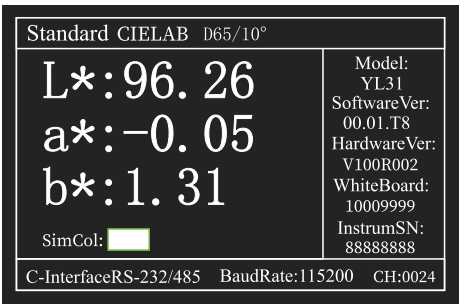 Standard CIELAB D65/10°
L*:96.26
a*:-0.05
b*:1.31
SimCol:
Model:
YL31
SoftwareVer:
00.01.T8
HardwareVer:
V100R002
WhiteBoard:
10009999
InstrumSN:
88888888
C-InterfaceRS-232/485 BaudRate:115200 CH:0024